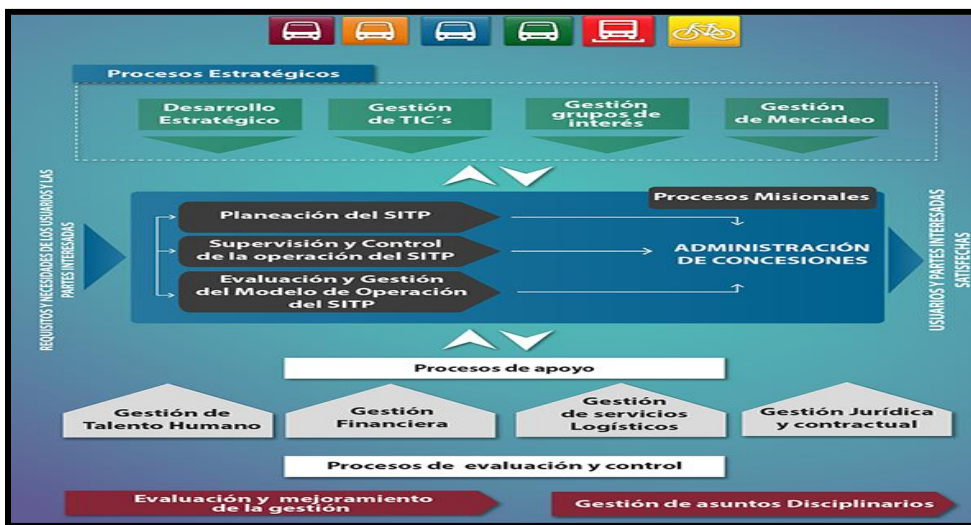 Procesos Estratégicos
Desarrollo
Estratégico
Gestión
de TIC´s
Gestión
grupos de
interés
Gestión
de Mercadeo
REQUISITOS Y NECESIDADES DE LOS USUARIOS Y LAS
PARTES INTERESADAS
Procesos Misionales
Planeación del SITP
Supervisión y Control
de la operación del SITP
Evaluación y Gestión
del Modelo de Operación
del SITP
ADMINISTRACIÓN
DE CONCESIONES
USUARIOS Y PARTES INTERESADAS
SATISFECHAS
Procesos de apoyo
Gestión de
Talento Humano
Gestión
Financiera
Gestión
de servicios
Logísticos
Gestión Jurídica
y contractual
Procesos de evaluación y control
Evaluación y mejoramiento
de la gestión
Gestión de asuntos Disciplinarios